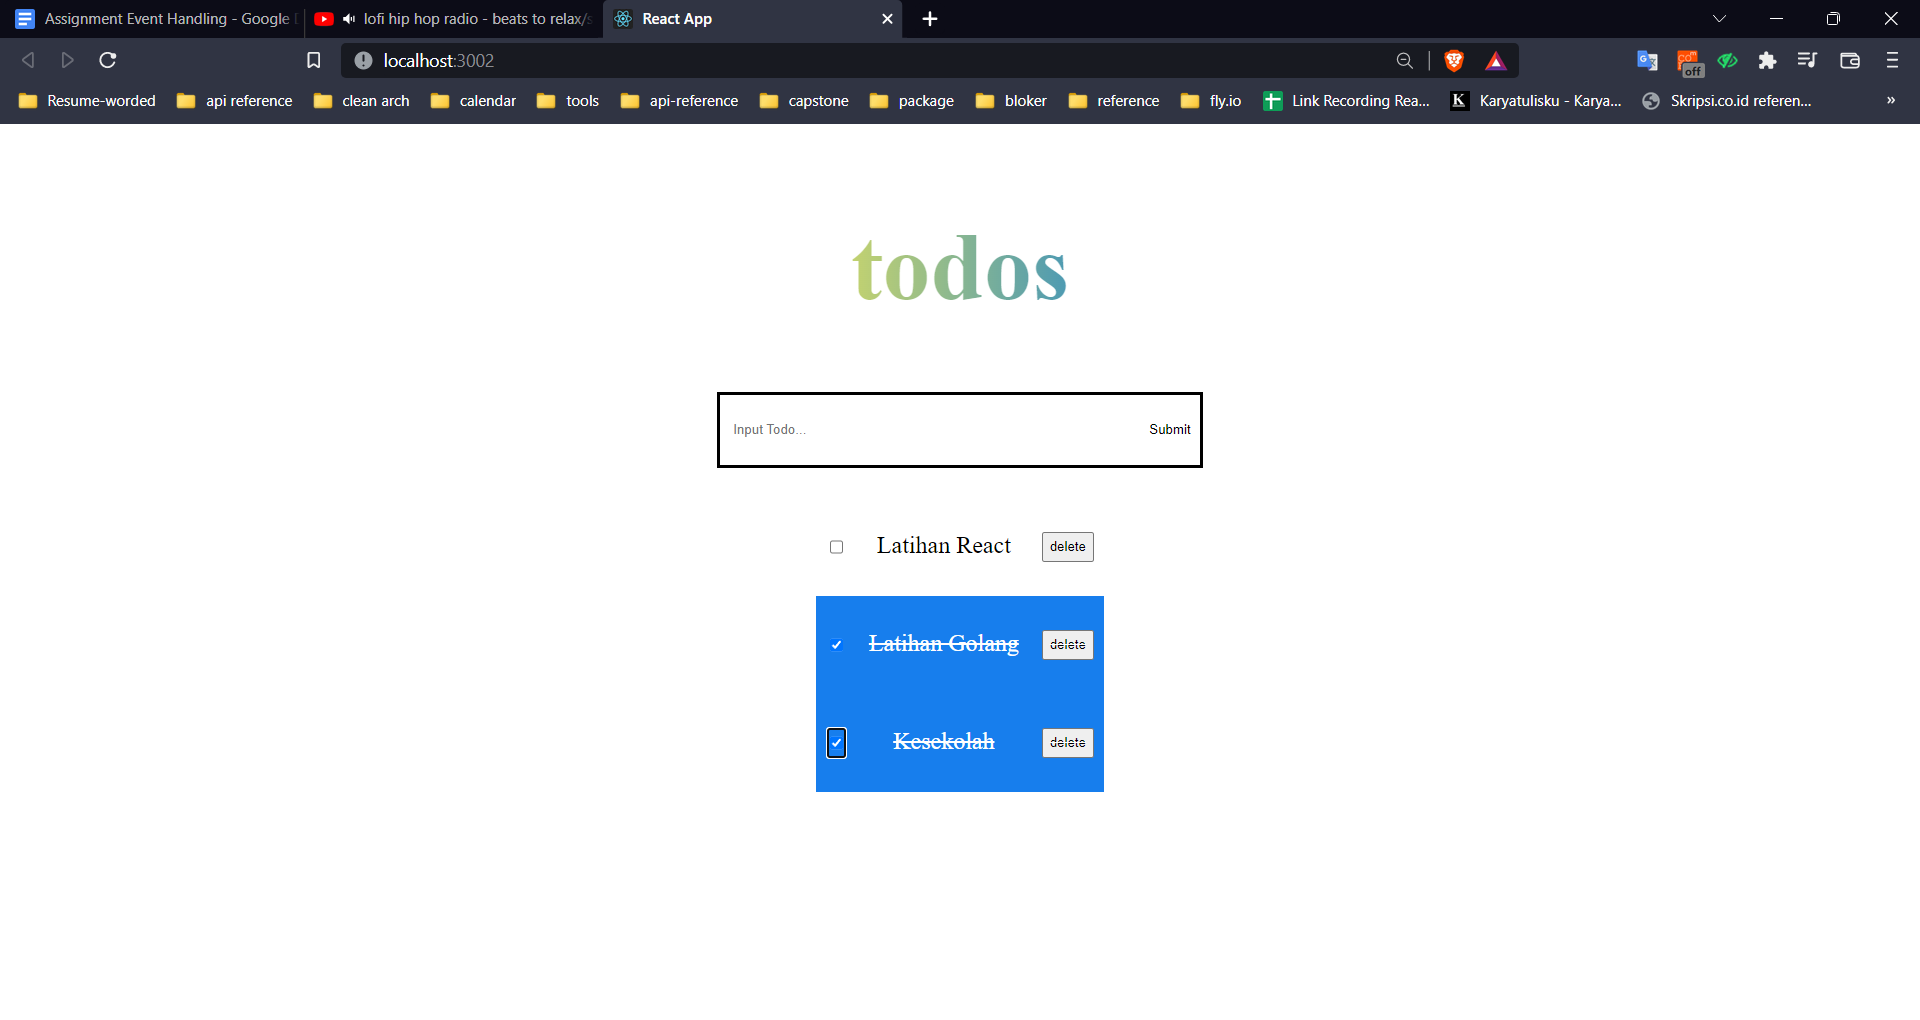 Assignment Event Handling - Google
lofi hip hop radio - beats to relax/
React App
localhost:3002
off
Resume-worded
api reference
clean arch
calendar
tools
api-reference
capstone
package
bloker
reference
fly.io
Link Recording Rea...
K
Karyatulisku - Karya...
Skripsi.co.id referen...
»
todos
Input Todo...
Submit
Latihan React
delete
Latihan Golang
delete
Kesekolah
delete